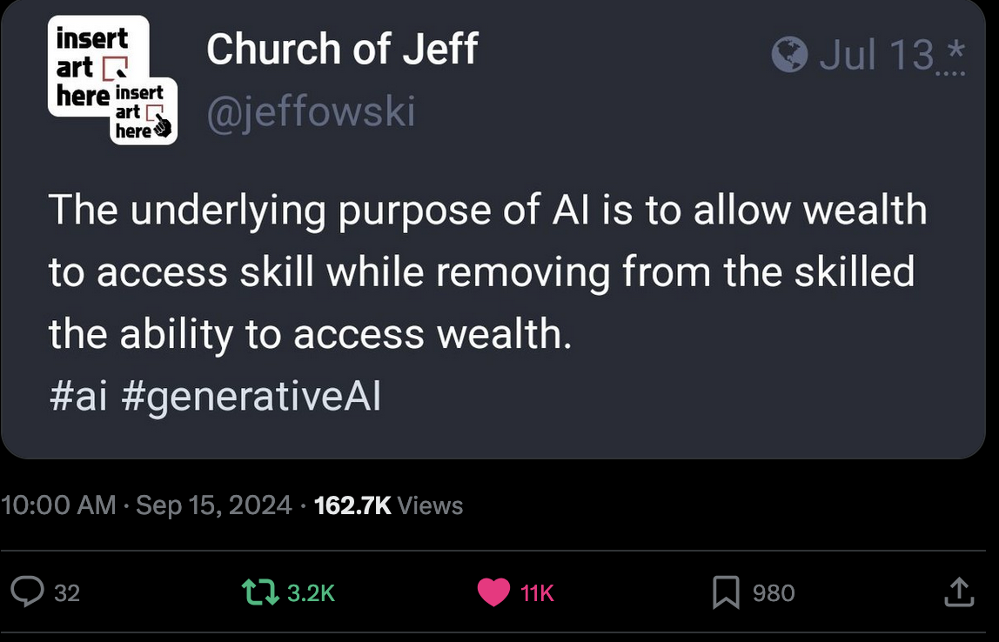 insert
art
here
insert
art
here
Church of Jeff
@jeffowski
Jul 13 *
The underlying purpose of AI is to allow wealth
to access skill while removing from the skilled
the ability to access wealth.
#ai #generativeAI
10:00 AM · Sep 15, 2024 · 162.7K Views
32 3.2K 11K 980